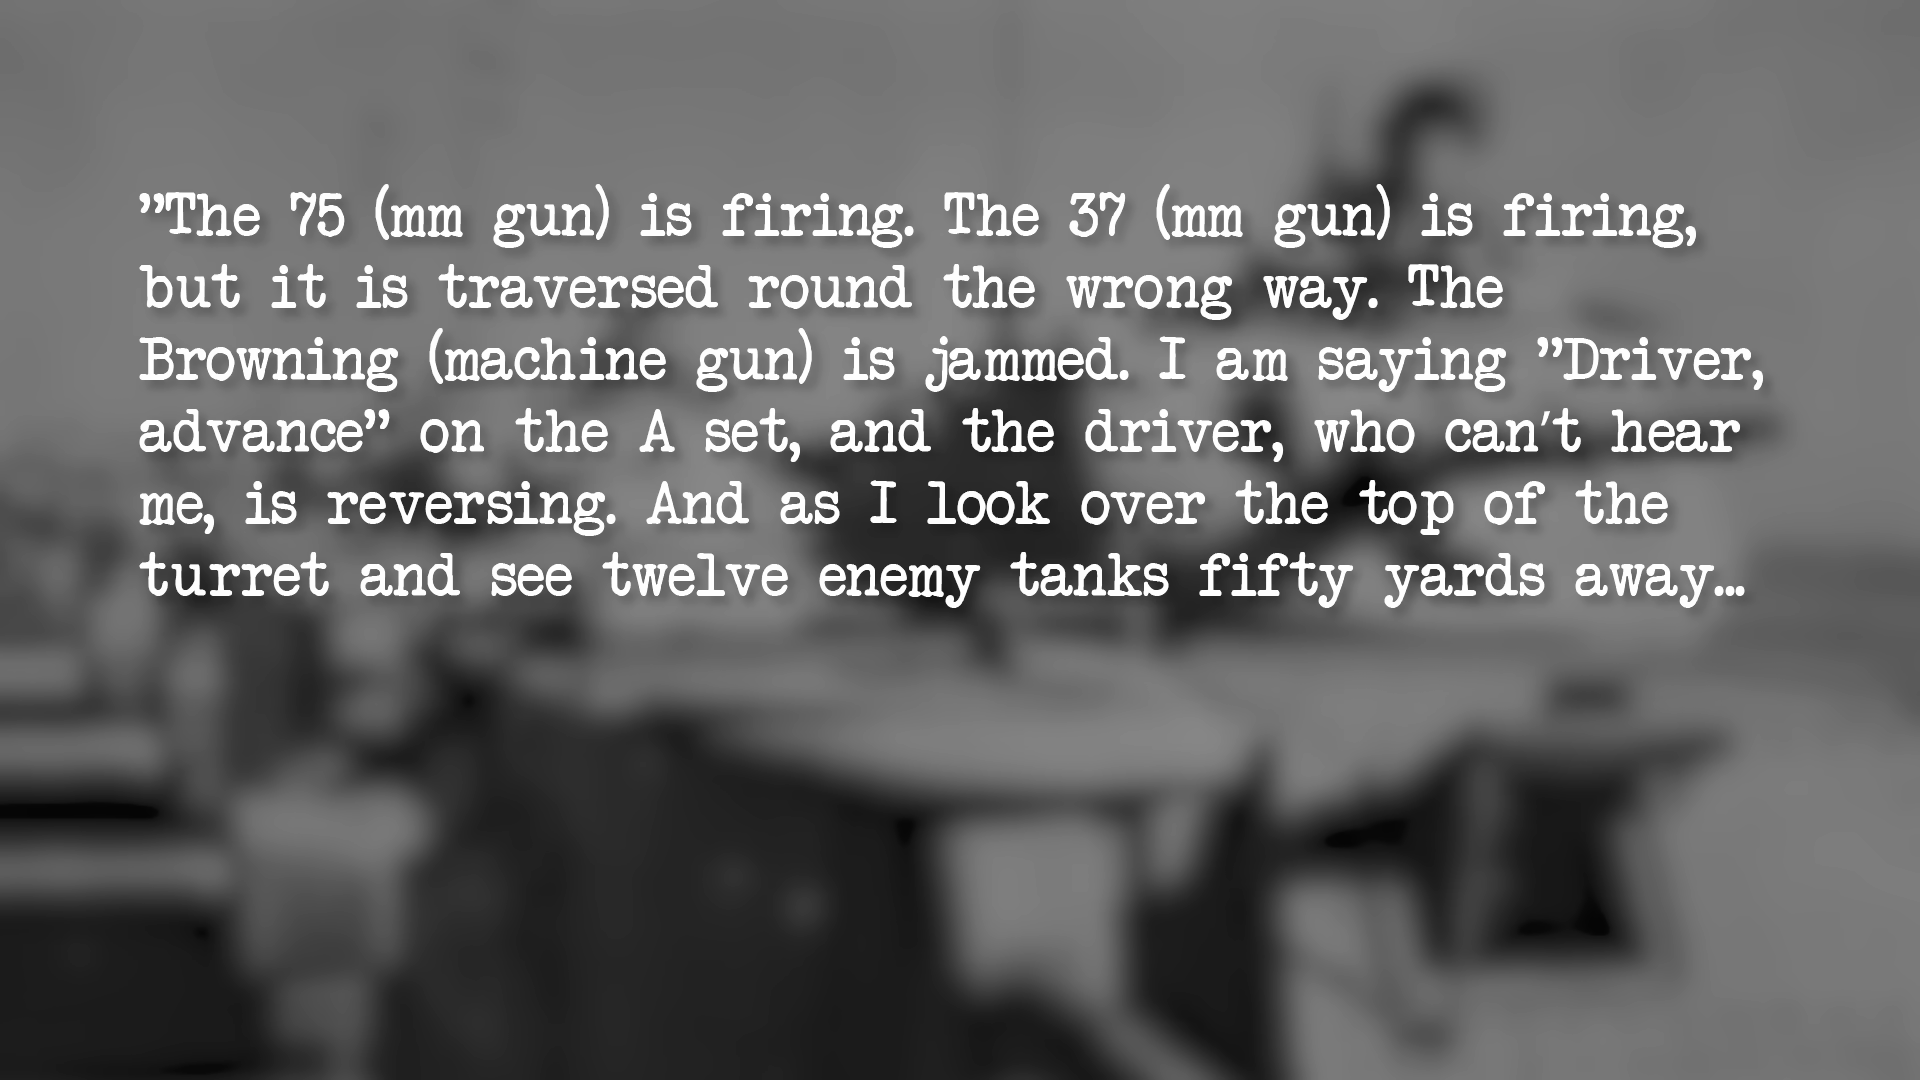 ”The 75 (mm gun) is firing. The 37 (mm gun) is firing,
but it is traversed round the wrong way. The
Browning (machine gun) is jammed. I am saying ”Driver,
advance” on the A set, and the driver, who can't hear
me, is reversing. And as I look over the top of the
turret and see twelve enemy tanks fifty yards away…